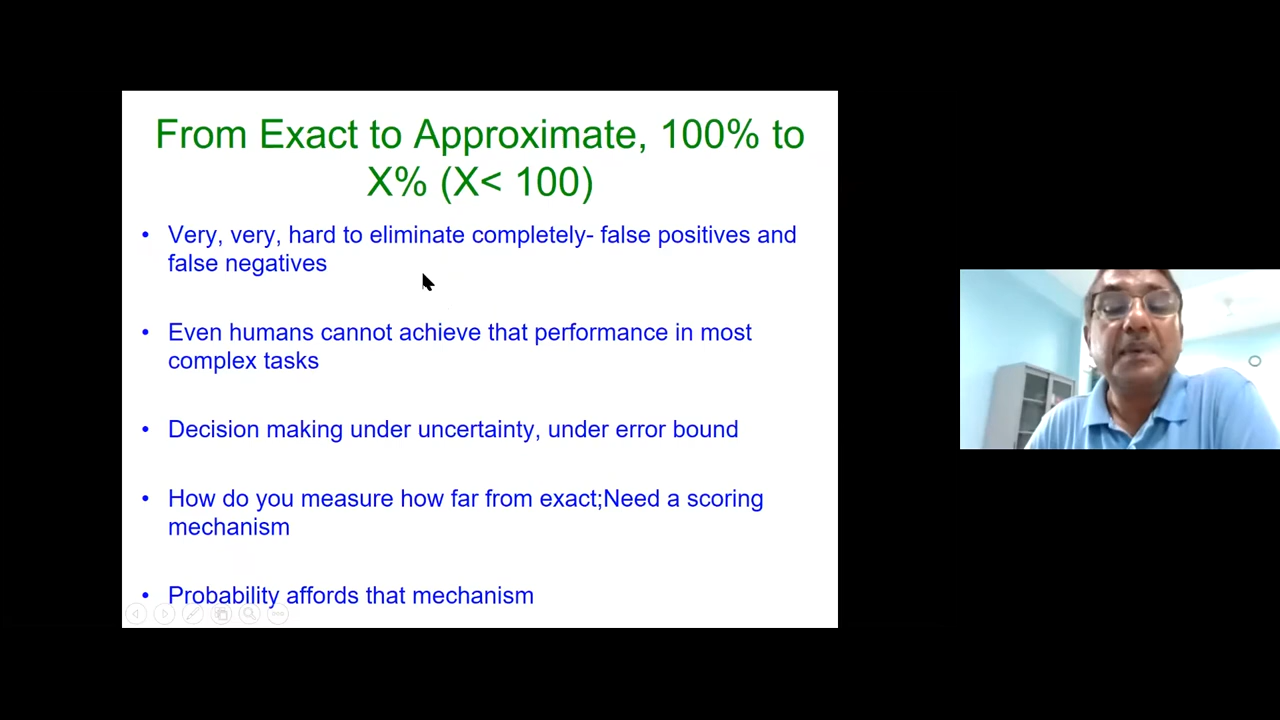 From Exact to Approximate, 100% to
X% (X< 100)
• Very, very, hard to eliminate completely- false positives and
false negatives
• Even humans cannot achieve that performance in most
complex tasks
• Decision making under uncertainty, under error bound
• How do you measure how far from exact;Need a scoring
mechanism
• Probability affords that mechanism